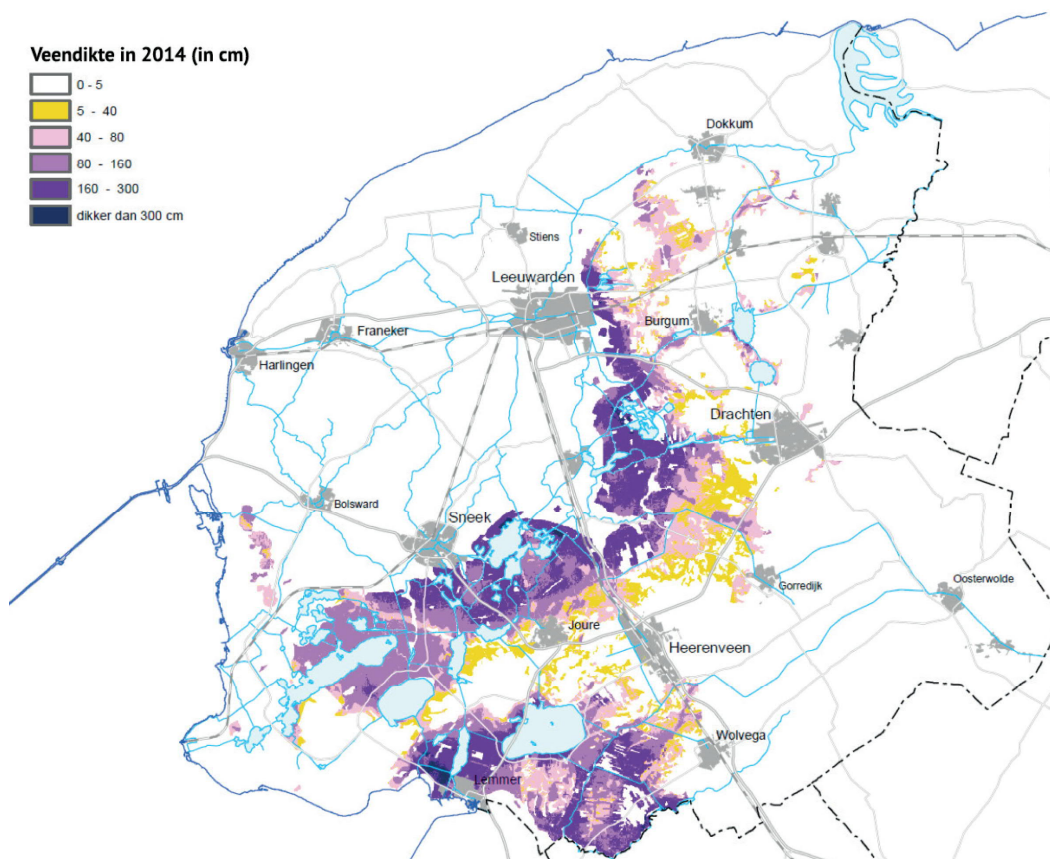 Veendikte in 2014 (in cm)
0 - 5
5 - 40
40 - 80
80 - 160
160 - 300
dikker dan 300 cm
Dokkum
Stiens
Leeuwarden
Burgum
Franeker
Harlingen
Drachten
Bolsward
Sneek
Gorredijk
Oosterwolde
Joure
Heerenveen
Wolvega
Lemmer